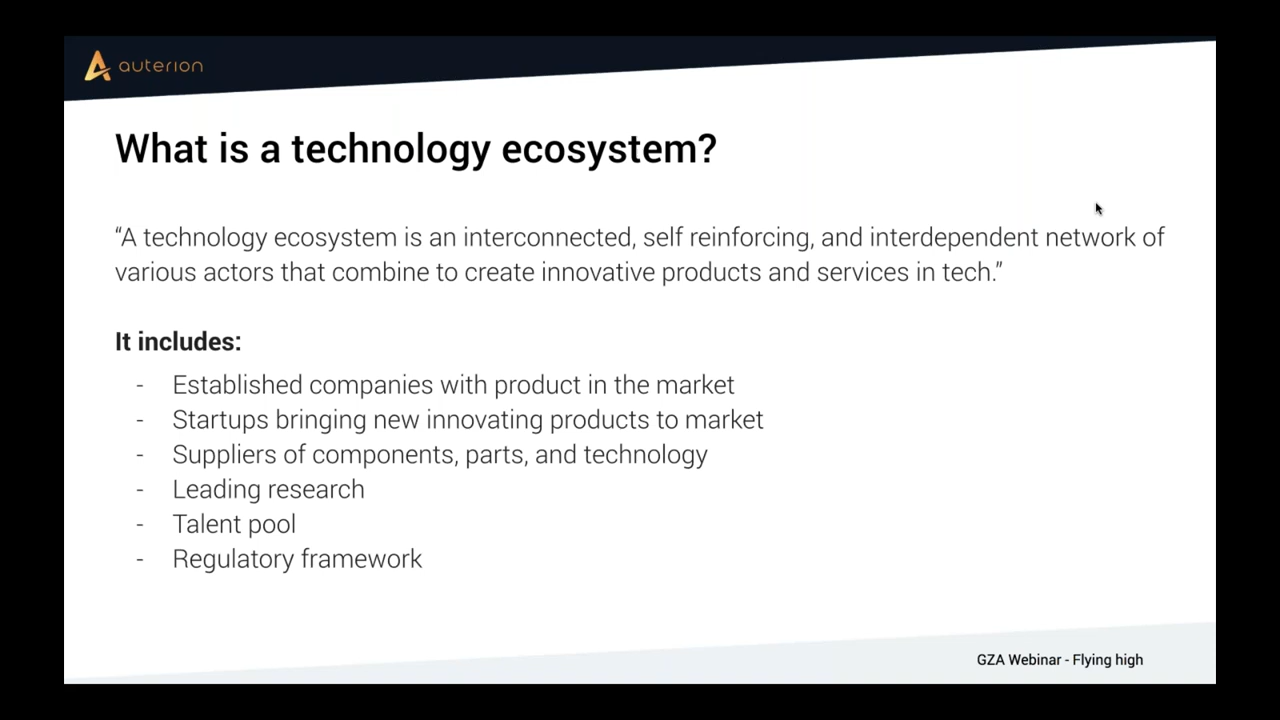 auterion
What is a technology ecosystem?
“A technology ecosystem is an interconnected, self reinforcing, and interdependent network of
various actors that combine to create innovative products and services in tech.”
It includes:
- Established companies with product in the market
- Startups bringing new innovating products to market
- Suppliers of components, parts, and technology
- Leading research
- Talent pool
- Regulatory framework
GZA Webinar - Flying high